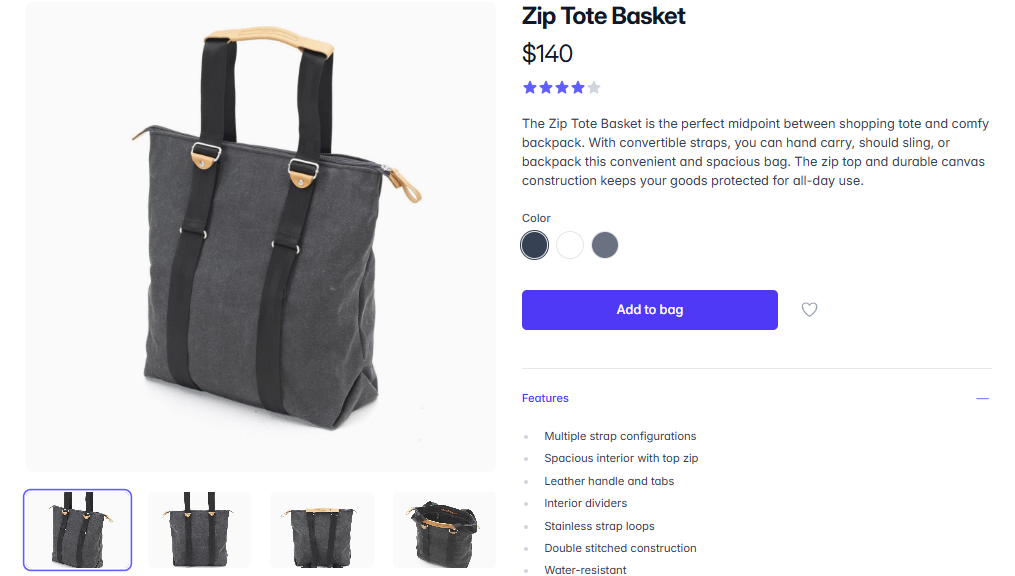 Zip Tote Basket
$140
The Zip Tote Basket is the perfect midpoint between shopping tote and comfy
backpack. With convertible straps, you can hand carry, should sling, or
backpack this convenient and spacious bag. The zip top and durable canvas
construction keeps your goods protected for all-day use.
Color
Add to bag
Features
Multiple strap configurations
Spacious interior with top zip
Leather handle and tabs
Interior dividers
Stainless strap loops
Double stitched construction
Water-resistant